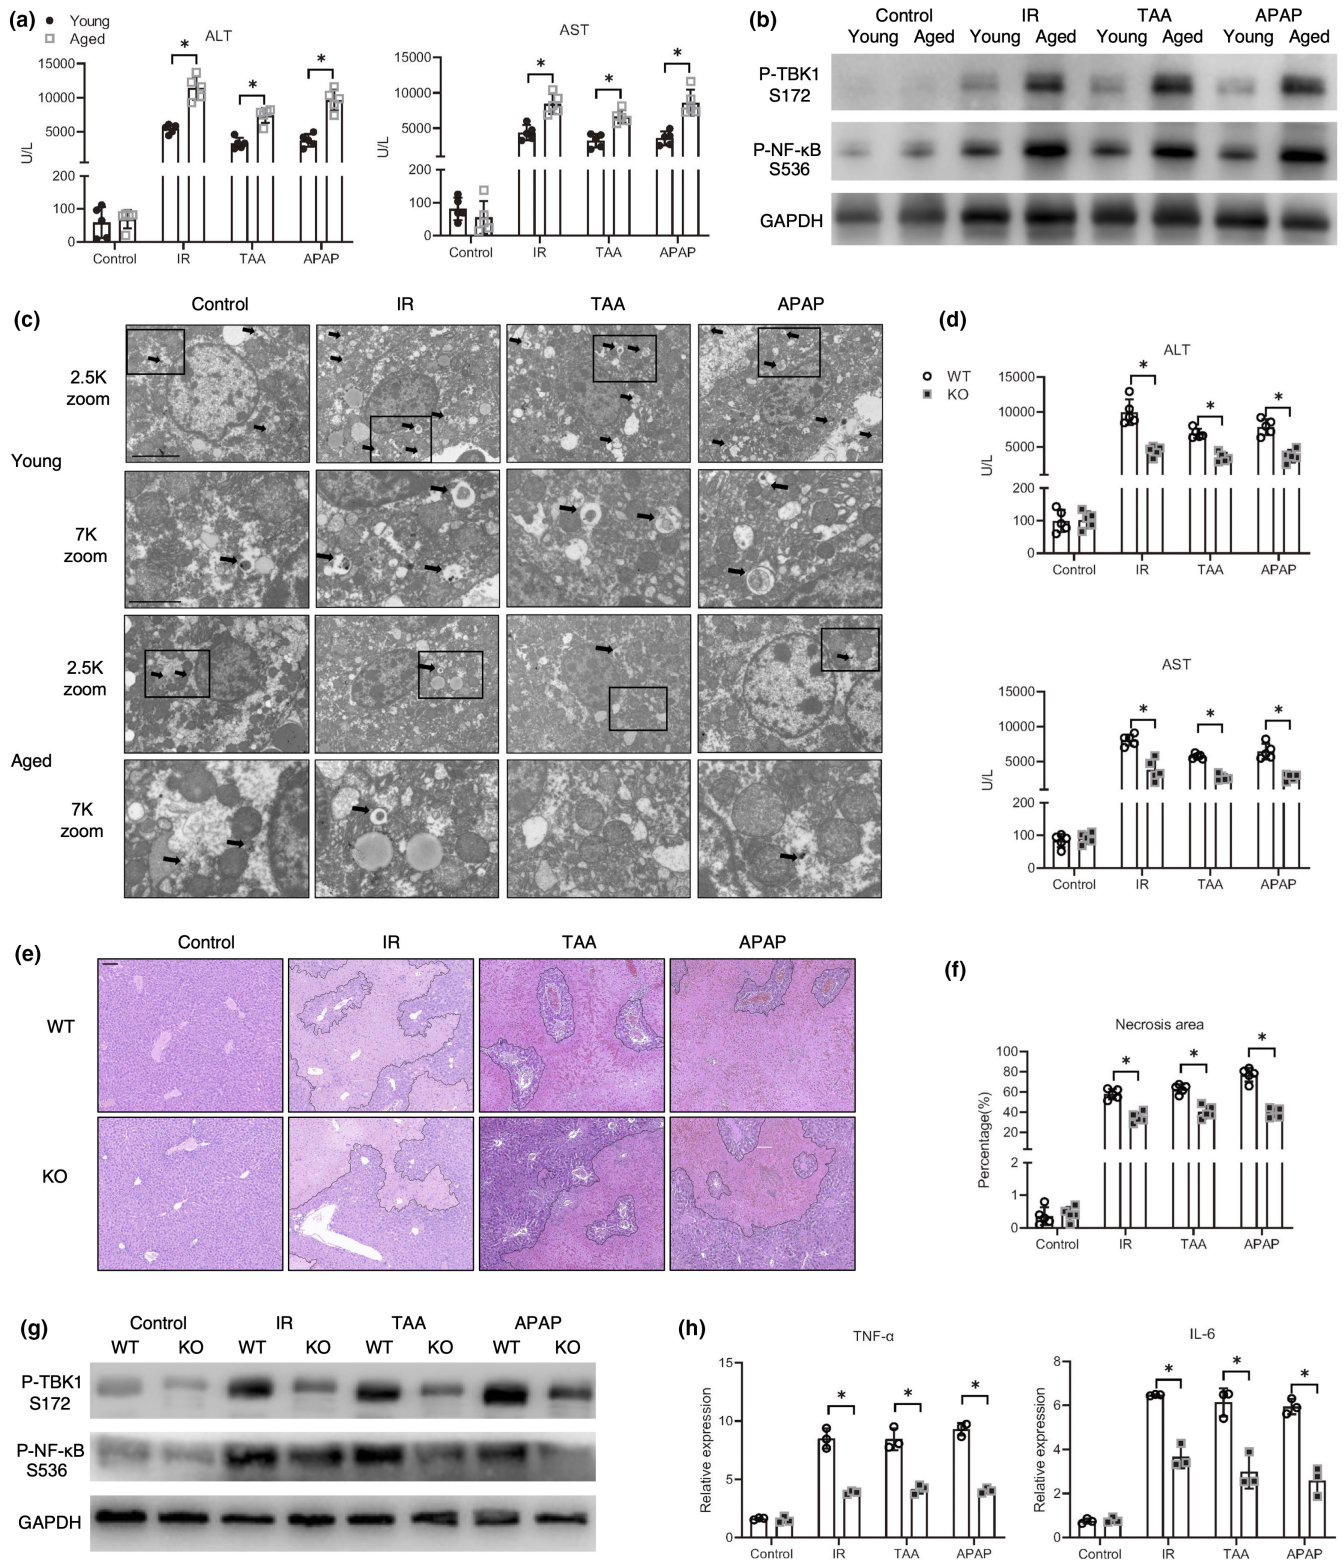 (a)
Young
Aged
ALT
U/L
15000
10000
5000
200
100
0
* * *
Control IR TAA APAP
AST
U/L
15000
10000
5000
200
100
0
* * *
Control IR TAA APAP
(b)
Control IR TAA APAP
Young Aged Young Aged Young Aged Young Aged
P-TBK1
S172
P-NF-κB
S536
GAPDH
(c)
Control IR TAA APAP
Young
2.5K
zoom
7K
zoom
Aged
2.5K
zoom
7K
zoom
(d)
WT
KO
ALT
U/L
15000
10000
5000
200
100
0
* * *
Control IR TAA APAP
AST
U/L
15000
10000
5000
200
100
0
* * *
Control IR TAA APAP
(e)
Control IR TAA APAP
WT
KO
(f)
Necrosis area
Percentage(%)
100
80
60
40
20
2
1
0
* * *
Control IR TAA APAP
(g)
Control IR TAA APAP
WT KO WT KO WT KO WT KO
P-TBK1
S172
P-NF-κB
S536
GAPDH
(h)
TNF-α
Relative expression
15
10
5
0
* * *
Control IR TAA APAP
IL-6
Relative expression
8
6
4
2
0
* * *
Control IR TAA APAP